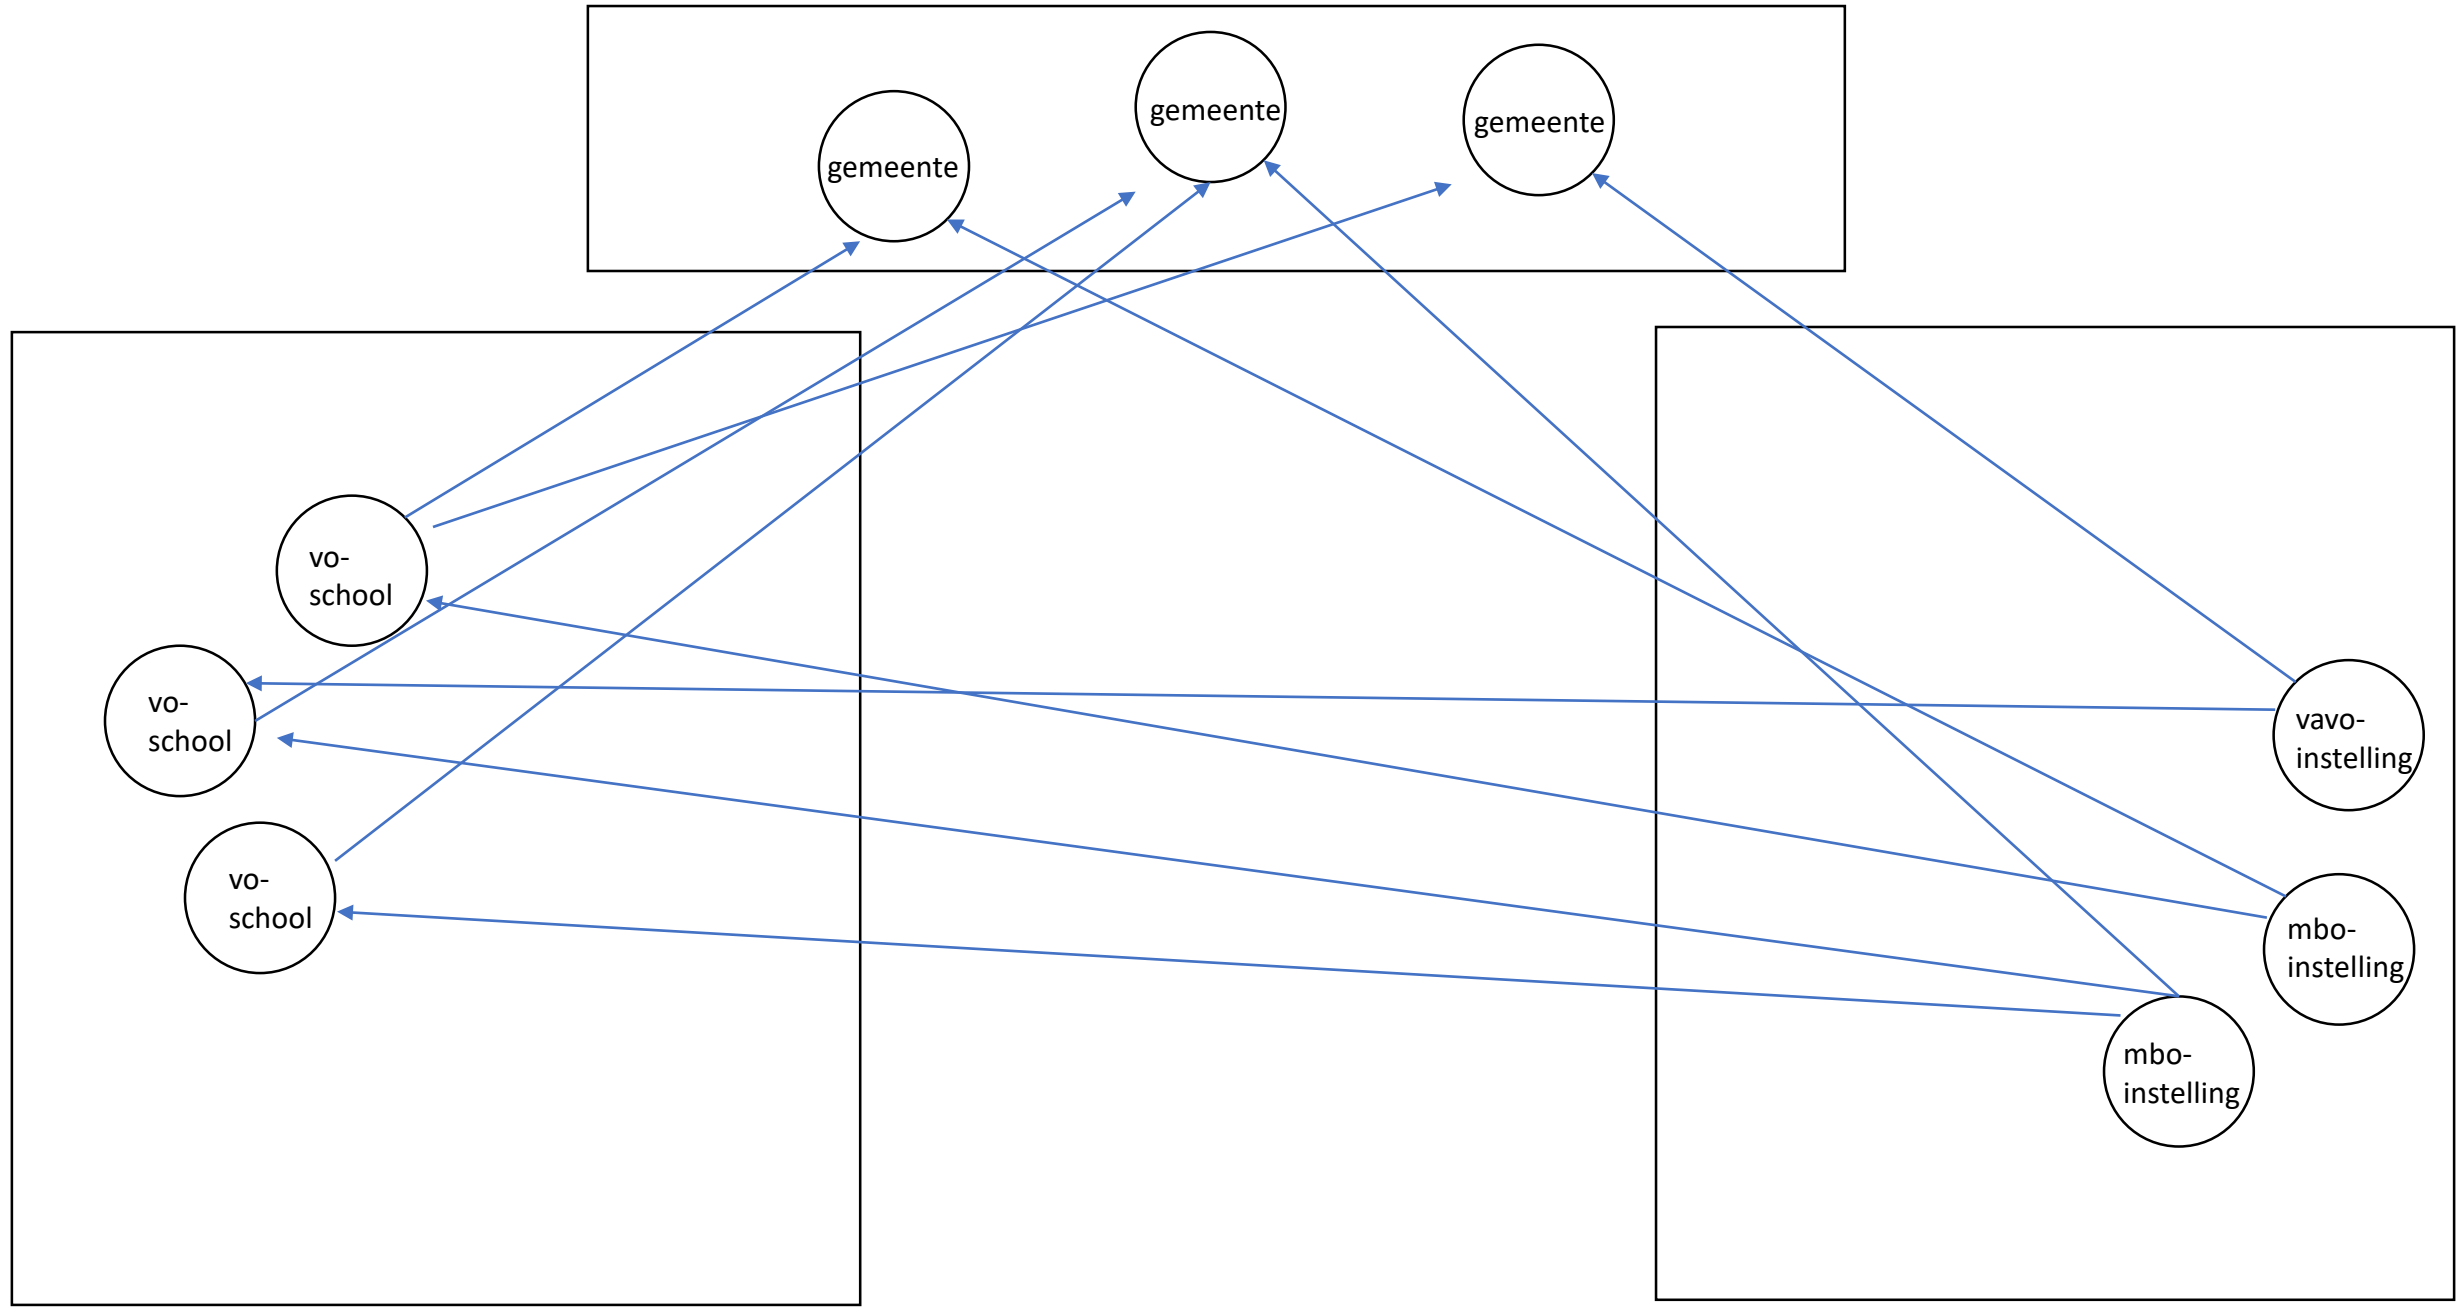 gemeente
gemeente
gemeente
vo-
school
vo-
school
vo-
school
vavo-
instelling
mbo-
instelling
mbo-
instelling